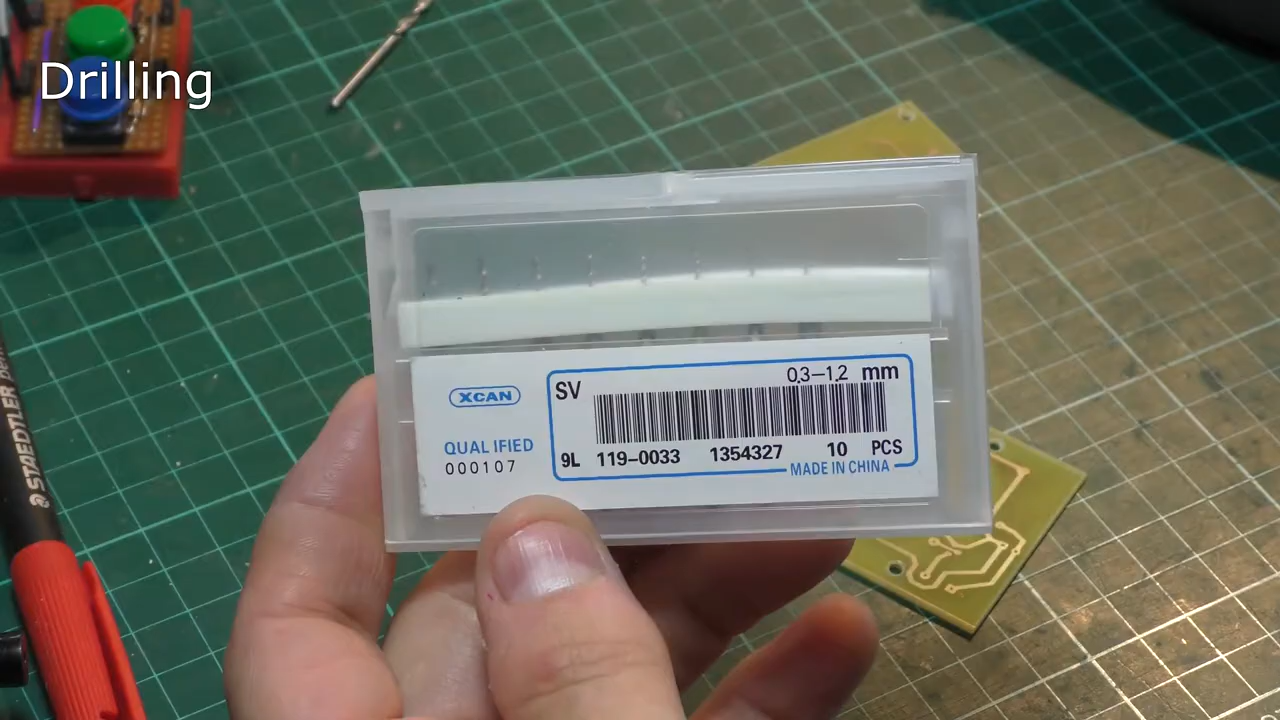 Drilling
XCAN
QUALIFIED
000107
SV
0.3-1.2 mm
9L 119-0033 1354327 10 PCS
MADE IN CHINA
STAEDTLER